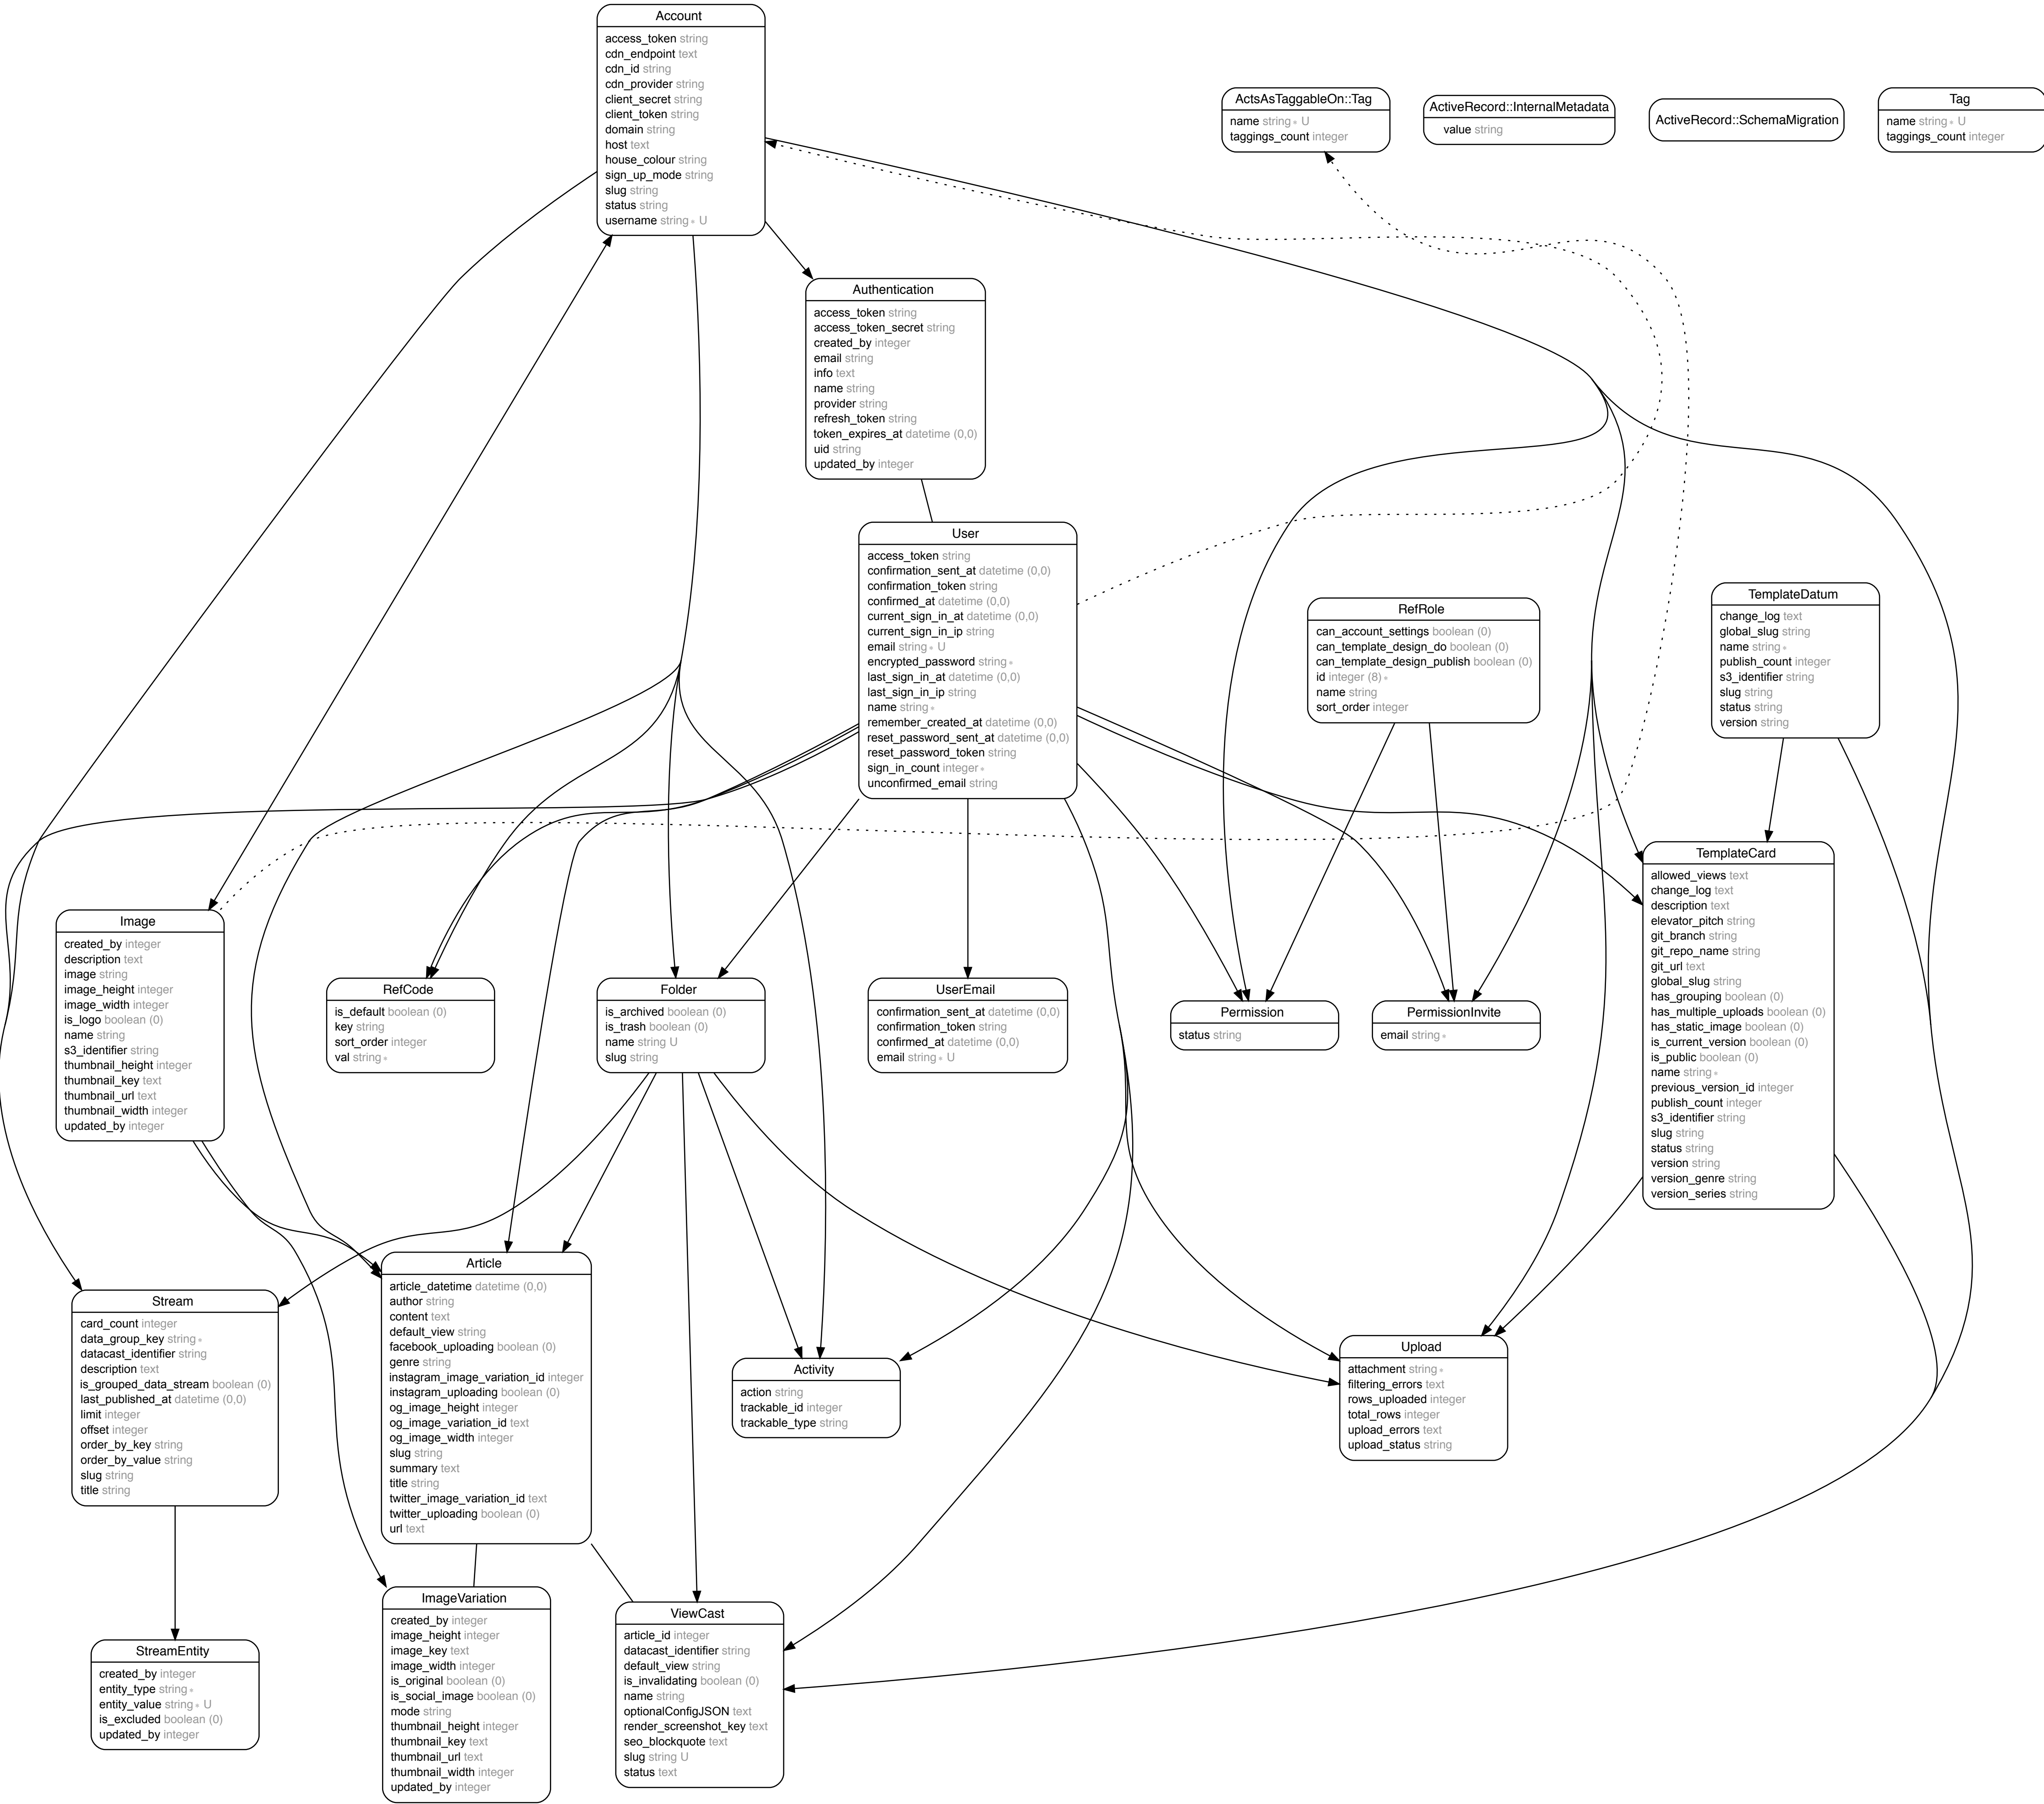 Account
access_token string
cdn_endpoint text
cdn_id string
cdn_provider string
client_secret string
client_token string
domain string
host text
house_colour string
sign_up_mode string
slug string
status string
username string∗ U
ActsAsTaggableOn::Tag
name string∗ U
taggings_count integer
ActiveRecord::InternalMetadata
value string
ActiveRecord::SchemaMigration
Tag
name string∗ U
taggings_count integer
Authentication
access_token string
access_token_secret string
created_by integer
email string
info text
name string
provider string
refresh_token string
token_expires_at datetime (0,0)
uid string
updated_by integer
User
access_token string
confirmation_sent_at datetime (0,0)
confirmation_token string
confirmed_at datetime (0,0)
current_sign_in_at datetime (0,0)
current_sign_in_ip string
email string∗ U
encrypted_password string∗
last_sign_in_at datetime (0,0)
last_sign_in_ip string
name string∗
remember_created_at datetime (0,0)
reset_password_sent_at datetime (0,0)
reset_password_token string
sign_in_count integer∗
unconfirmed_email string
RefRole
can_account_settings boolean (0)
can_template_design_do boolean (0)
can_template_design_publish boolean (0)
id integer (8)∗
name string
sort_order integer
TemplateDatum
change_log text
global_slug string
name string∗
publish_count integer
s3_identifier string
slug string
status string
version string
TemplateCard
allowed_views text
change_log text
description text
elevator_pitch string
git_branch string
git_repo_name string
git_url text
global_slug string
has_grouping boolean (0)
has_multiple_uploads boolean (0)
has_static_image boolean (0)
is_current_version boolean (0)
is_public boolean (0)
name string∗
previous_version_id integer
publish_count integer
s3_identifier string
slug string
status string
version string
version_genre string
version_series string
Image
created_by integer
description text
image string
image_height integer
image_width integer
is_logo boolean (0)
name string
s3_identifier string
thumbnail_height integer
thumbnail_key text
thumbnail_url text
thumbnail_width integer
updated_by integer
RefCode
is_default boolean (0)
key string
sort_order integer
val string∗
Folder
is_archived boolean (0)
is_trash boolean (0)
name string U
slug string
UserEmail
confirmation_sent_at datetime (0,0)
confirmation_token string
confirmed_at datetime (0,0)
email string∗ U
Permission
status string
PermissionInvite
email string∗
Stream
card_count integer
data_group_key string∗
datacast_identifier string
description text
is_grouped_data_stream boolean (0)
last_published_at datetime (0,0)
limit integer
offset integer
order_by_key string
order_by_value string
slug string
title string
Article
article_datetime datetime (0,0)
author string
content text
default_view string
facebook_uploading boolean (0)
genre string
instagram_image_variation_id integer
instagram_uploading boolean (0)
og_image_height integer
og_image_variation_id text
og_image_width integer
slug string
summary text
title string
twitter_image_variation_id text
twitter_uploading boolean (0)
url text
Activity
action string
trackable_id integer
trackable_type string
Upload
attachment string∗
filtering_errors text
rows_uploaded integer
total_rows integer
upload_errors text
upload_status string
StreamEntity
created_by integer
entity_type string∗
entity_value string∗ U
is_excluded boolean (0)
updated_by integer
ImageVariation
created_by integer
image_height integer
image_key text
image_width integer
is_original boolean (0)
is_social_image boolean (0)
mode string
thumbnail_height integer
thumbnail_key text
thumbnail_url text
thumbnail_width integer
updated_by integer
ViewCast
article_id integer
datacast_identifier string
default_view string
is_invalidating boolean (0)
name string
optionalConfigJSON text
render_screenshot_key text
seo_blockquote text
slug string U
status text